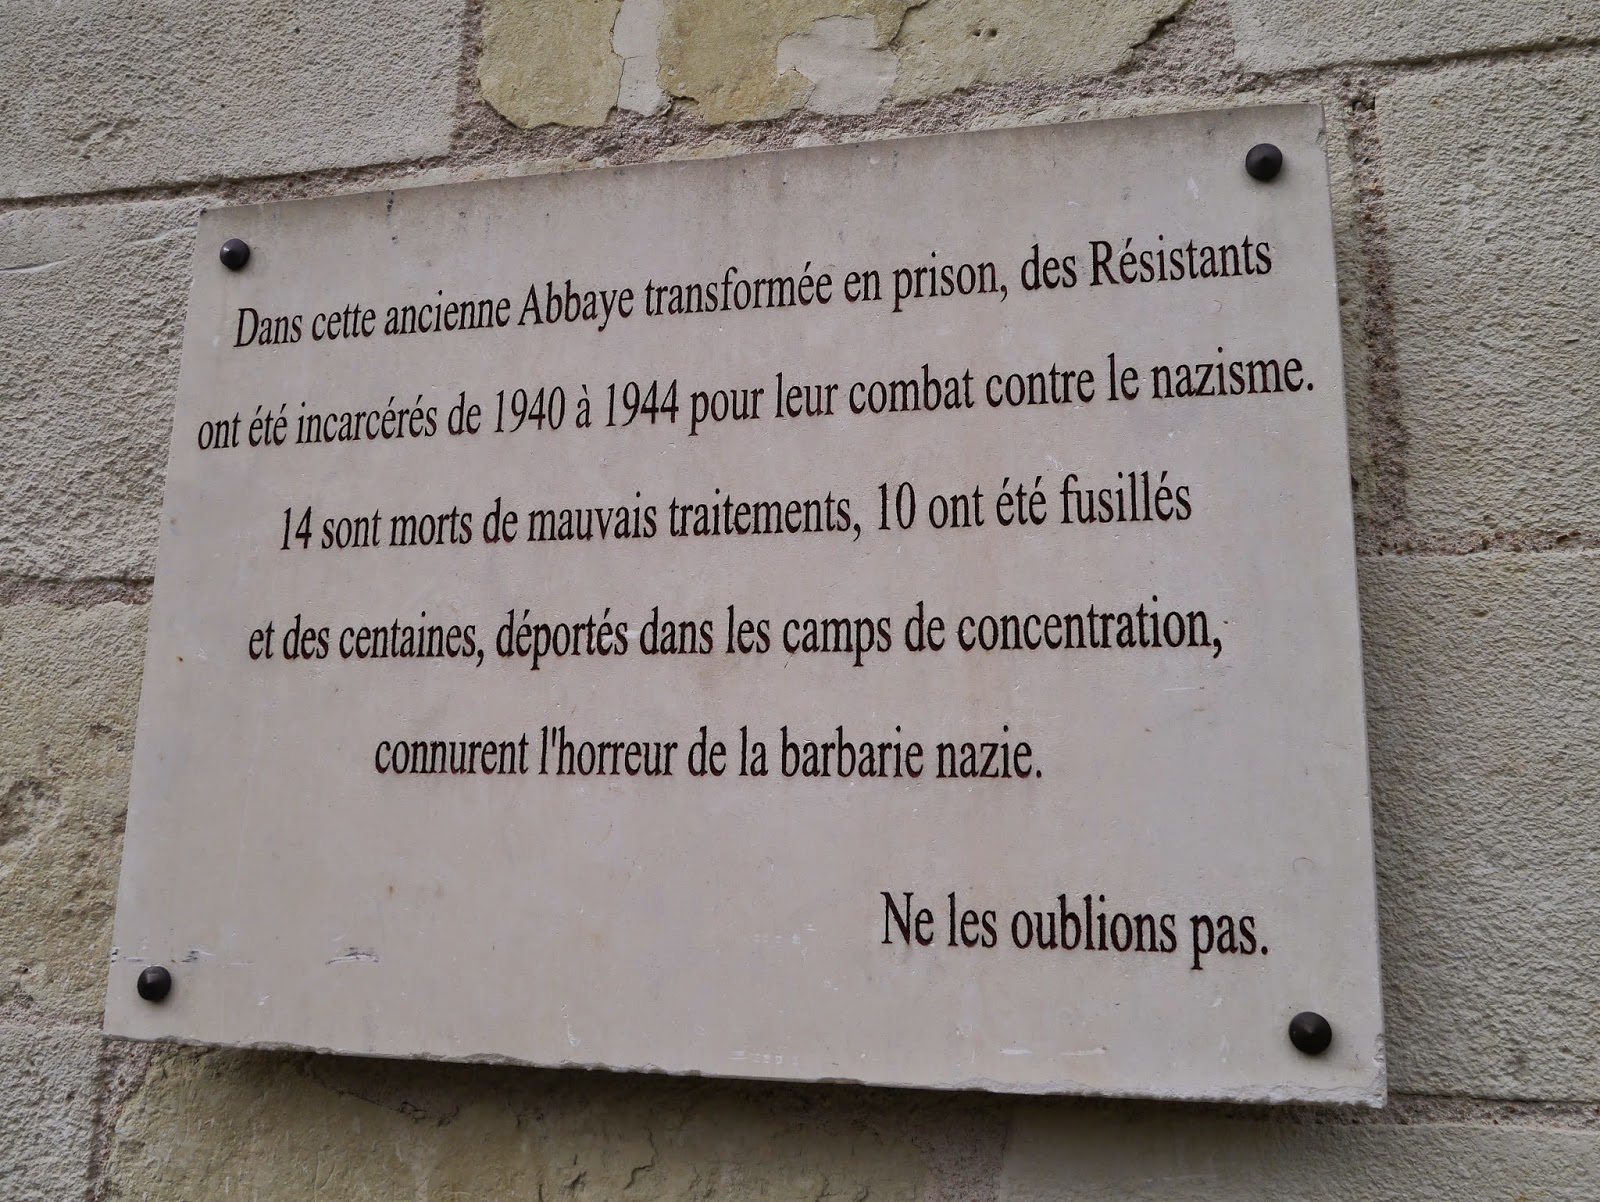 Dans cette ancienne Abbaye transformée en prison, des Résistants
ont été incarcérés de 1940 à 1944 pour leur combat contre le nazisme.
14 sont morts de mauvais traitements, 10 ont été fusillés
et des centaines, déportés dans les camps de concentration,
connurent l'horreur de la barbarie nazie.
Ne les oublions pas.